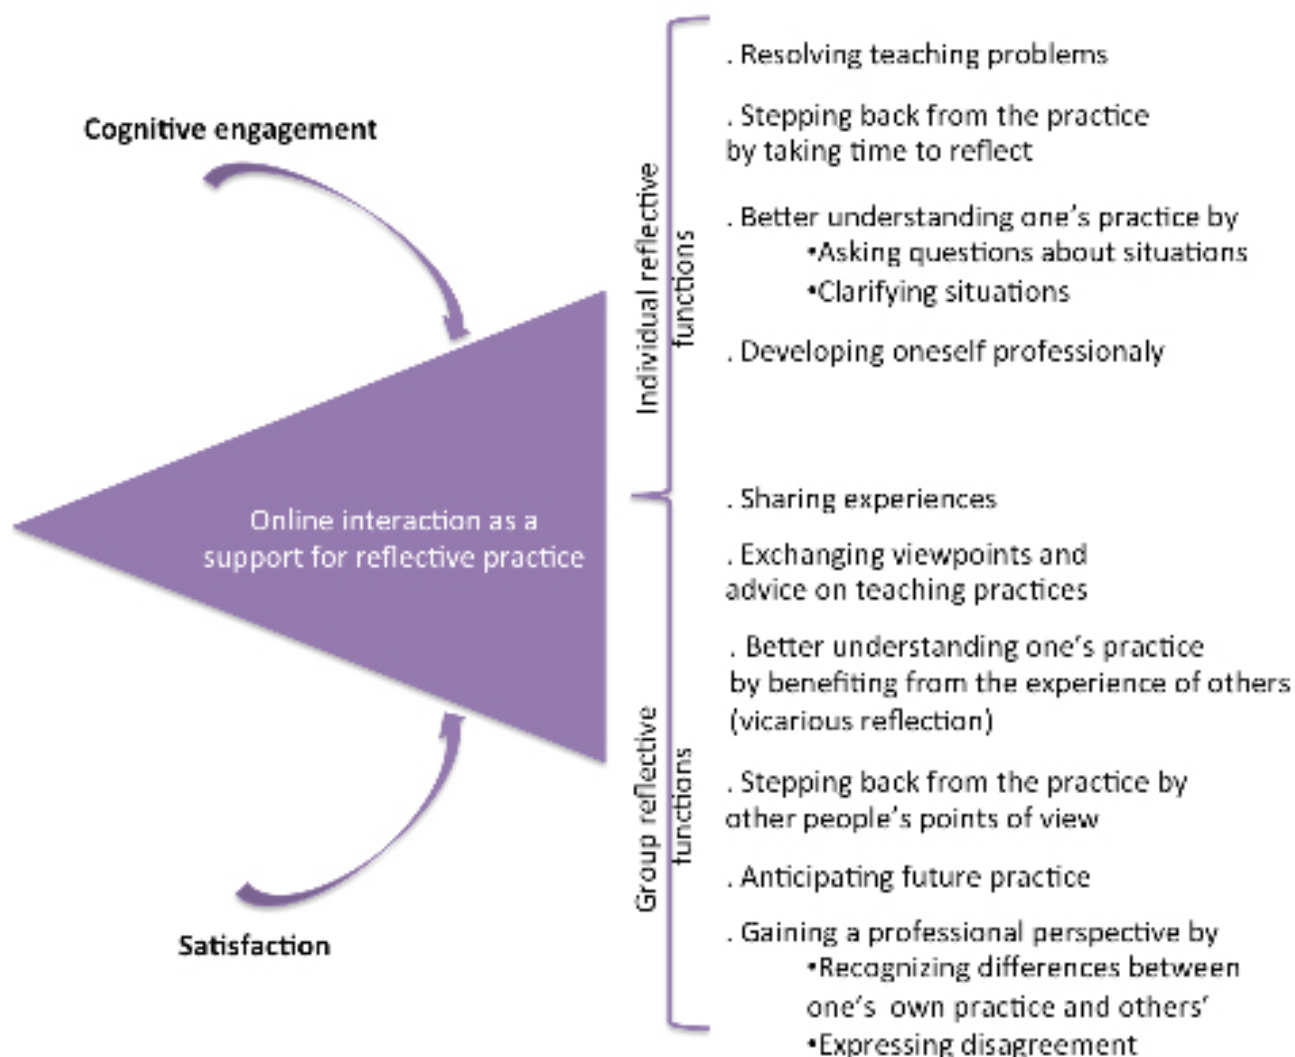 Cognitive engagement
Online interaction as a
support for reflective practice
Satisfaction
Individual reflective
functions
. Resolving teaching problems
. Stepping back from the practice
by taking time to reflect
. Better understanding one's practice by
•Asking questions about situations
•Clarifying situations
. Developing oneself professionaly
Group reflective
functions
. Sharing experiences
. Exchanging viewpoints and
advice on teaching practices
. Better understanding one's practice
by benefiting from the experience of others
(vicarious reflection)
. Stepping back from the practice by
other people's points of view
. Anticipating future practice
. Gaining a professional perspective by
•Recognizing differences between
one's own practice and others'
•Expressing disagreement